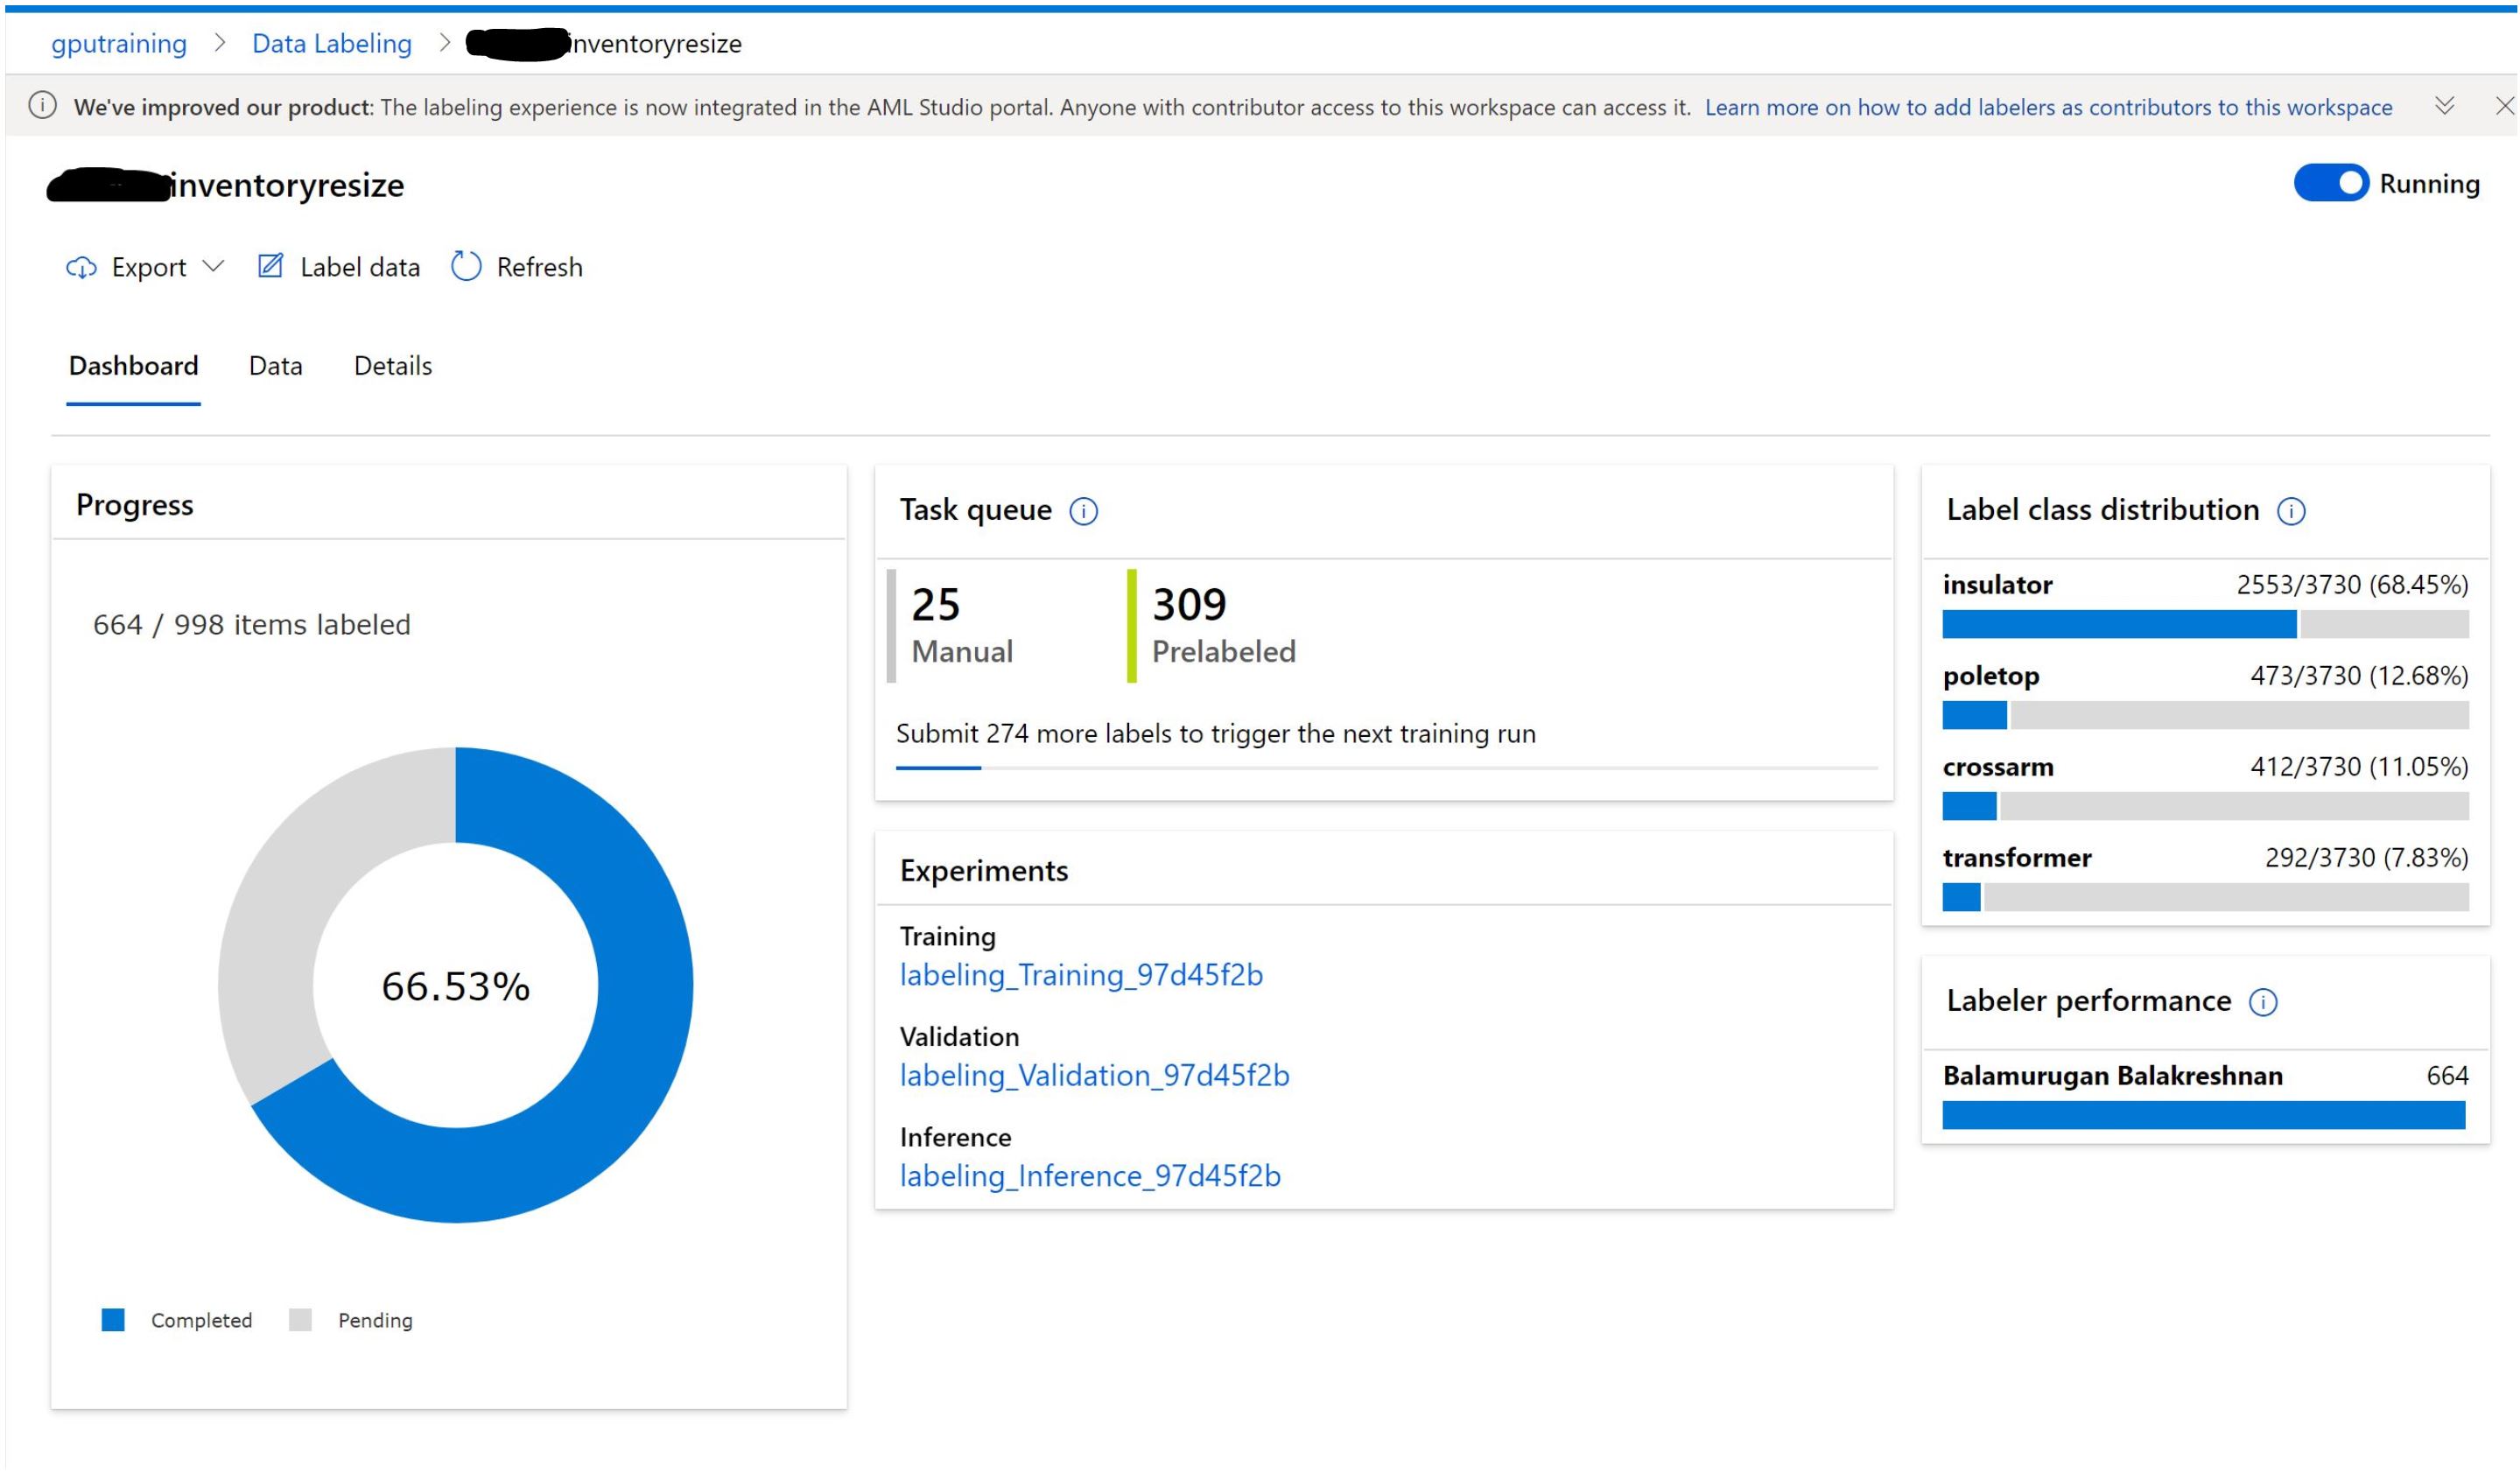 gputraining > Data Labeling > inventoryresize
We've improved our product: The labeling experience is now integrated in the AML Studio portal. Anyone with contributor access to this workspace can access it. Learn more on how to add labelers as contributors to this workspace
inventoryresize
Running
Export Label data Refresh
Dashboard Data Details
Progress
664 / 998 items labeled
66.53%
Completed Pending
Task queue
25
Manual
309
Prelabeled
Submit 274 more labels to trigger the next training run
Experiments
Training
labeling_Training_97d45f2b
Validation
labeling_Validation_97d45f2b
Inference
labeling_Inference_97d45f2b
Label class distribution
insulator 2553/3730 (68.45%)
poletop 473/3730 (12.68%)
crossarm 412/3730 (11.05%)
transformer 292/3730 (7.83%)
Labeler performance
Balamurugan Balakreshnan 664